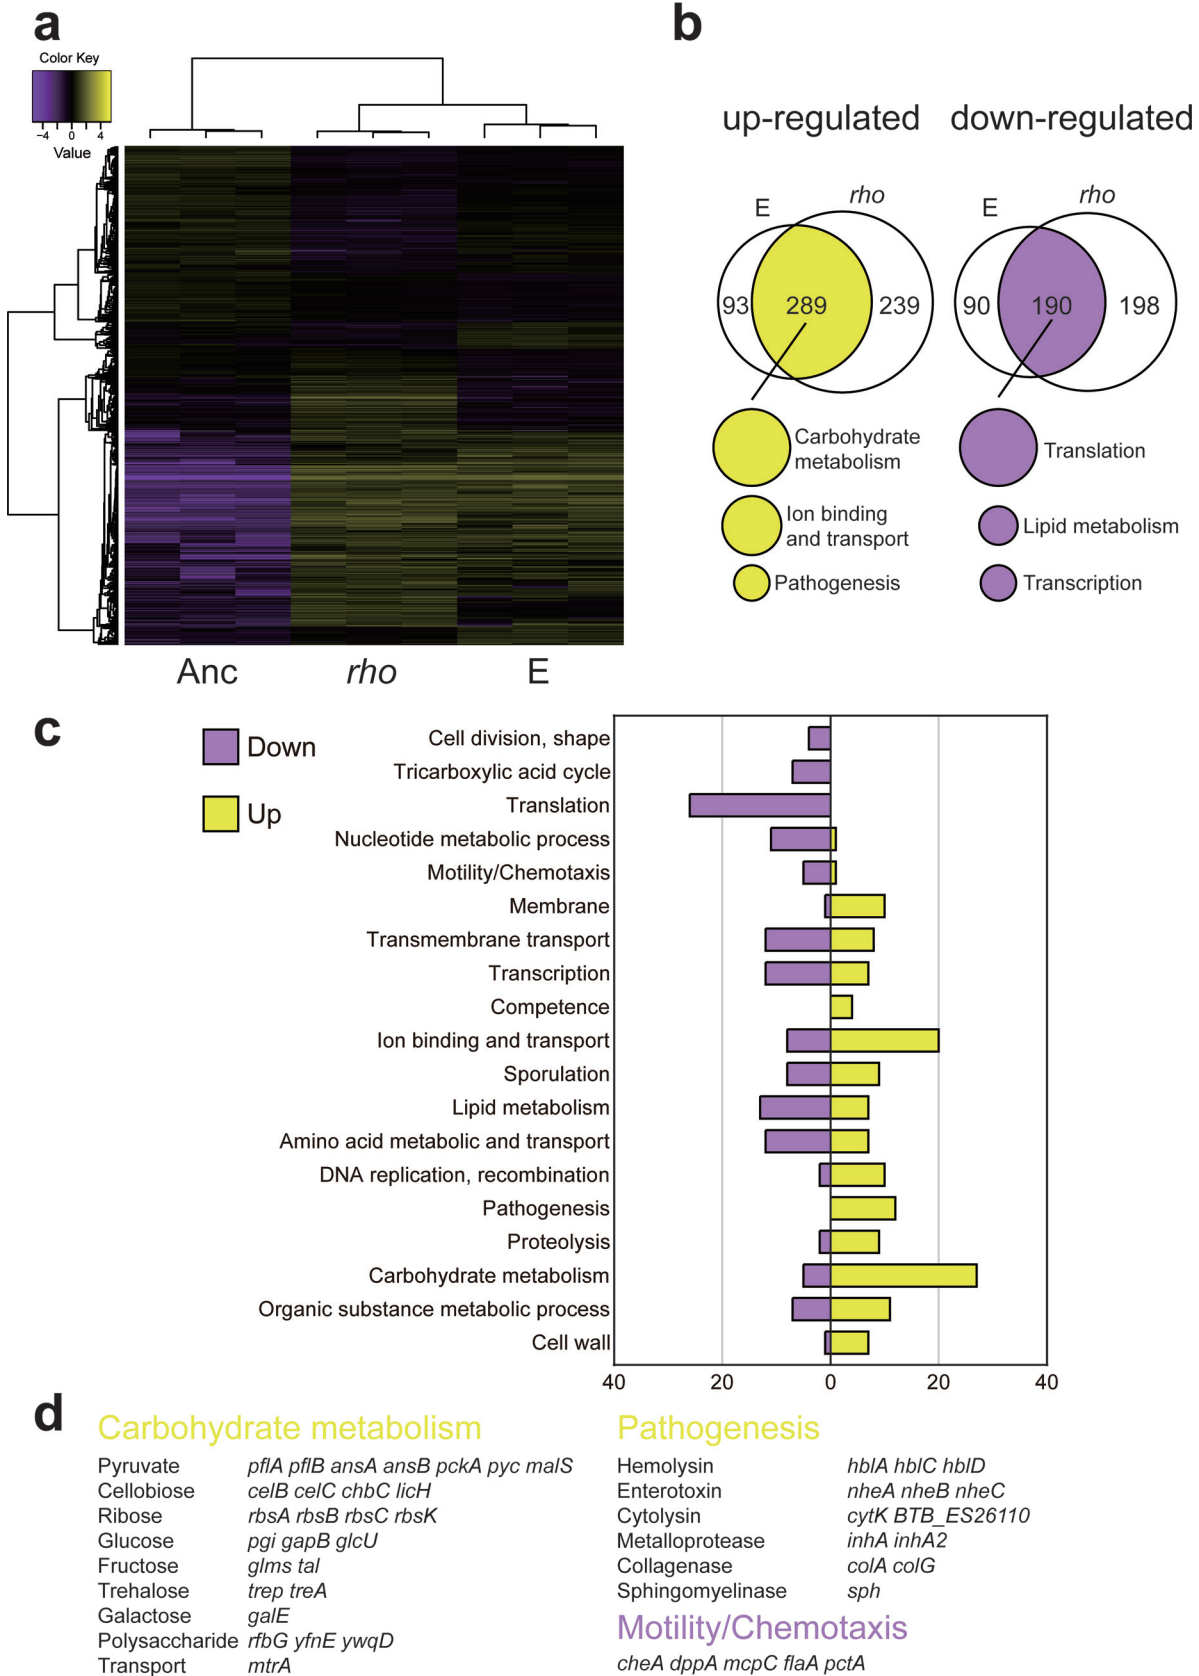 a
Color Key
−4 0 4
Value
Anc rho E
b
up-regulated down-regulated
E rho E rho
93 289 239 90 190 198
Carbohydrate
metabolism
Ion binding
and transport
Pathogenesis
Translation
Lipid metabolism
Transcription
c
Down
Up
Cell division, shape
Tricarboxylic acid cycle
Translation
Nucleotide metabolic process
Motility/Chemotaxis
Membrane
Transmembrane transport
Transcription
Competence
Ion binding and transport
Sporulation
Lipid metabolism
Amino acid metabolic and transport
DNA replication, recombination
Pathogenesis
Proteolysis
Carbohydrate metabolism
Organic substance metabolic process
Cell wall
40 20 0 20 40
d
Carbohydrate metabolism
Pyruvate pflA pflB ansA ansB pckA pyc malS
Cellobiose celB celC chbC licH
Ribose rbsA rbsB rbsC rbsK
Glucose pgi gapB glcU
Fructose glms tal
Trehalose trep treA
Galactose galE
Polysaccharide rfbG yfnE ywqD
Transport mtrA
Pathogenesis
Hemolysin hblA hblC hblD
Enterotoxin nheA nheB nheC
Cytolysin cytK BTB_ES26110
Metalloprotease inhA inhA2
Collagenase colA colG
Sphingomyelinase sph
Motility/Chemotaxis
cheA dppA mcpC flaA pctA